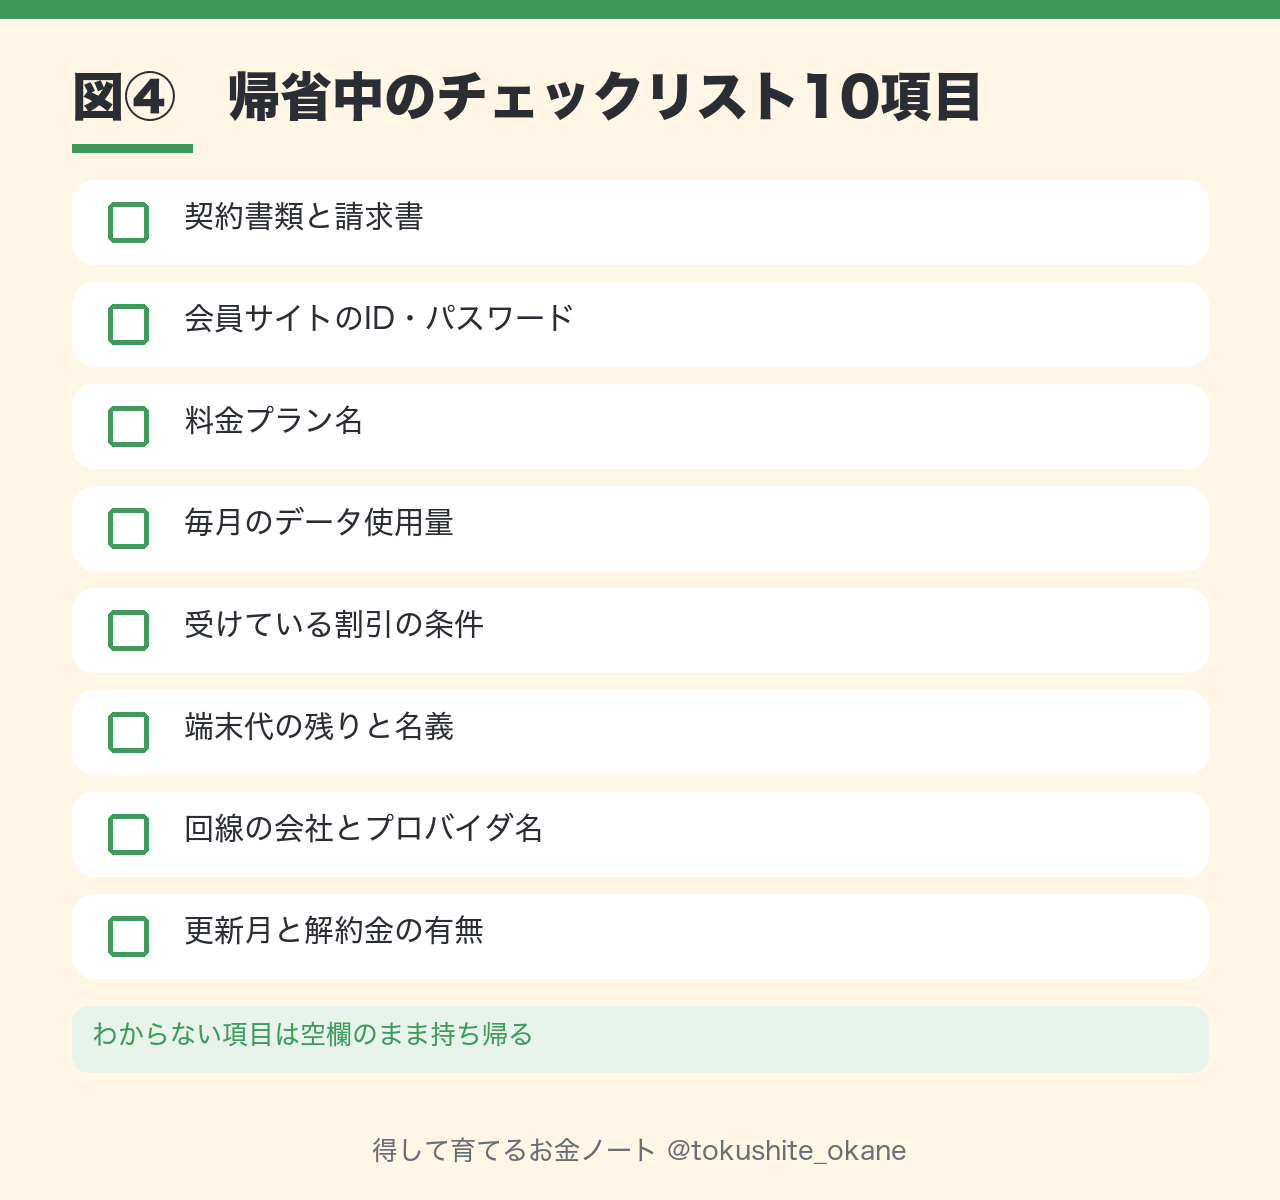 図④　帰省中のチェックリスト10項目
契約書類と請求書
会員サイトのID・パスワード
料金プラン名
毎月のデータ使用量
受けている割引の条件
端末代の残りと名義
回線の会社とプロバイダ名
更新月と解約金の有無
わからない項目は空欄のまま持ち帰る
得して育てるお金ノート @tokushite_okane